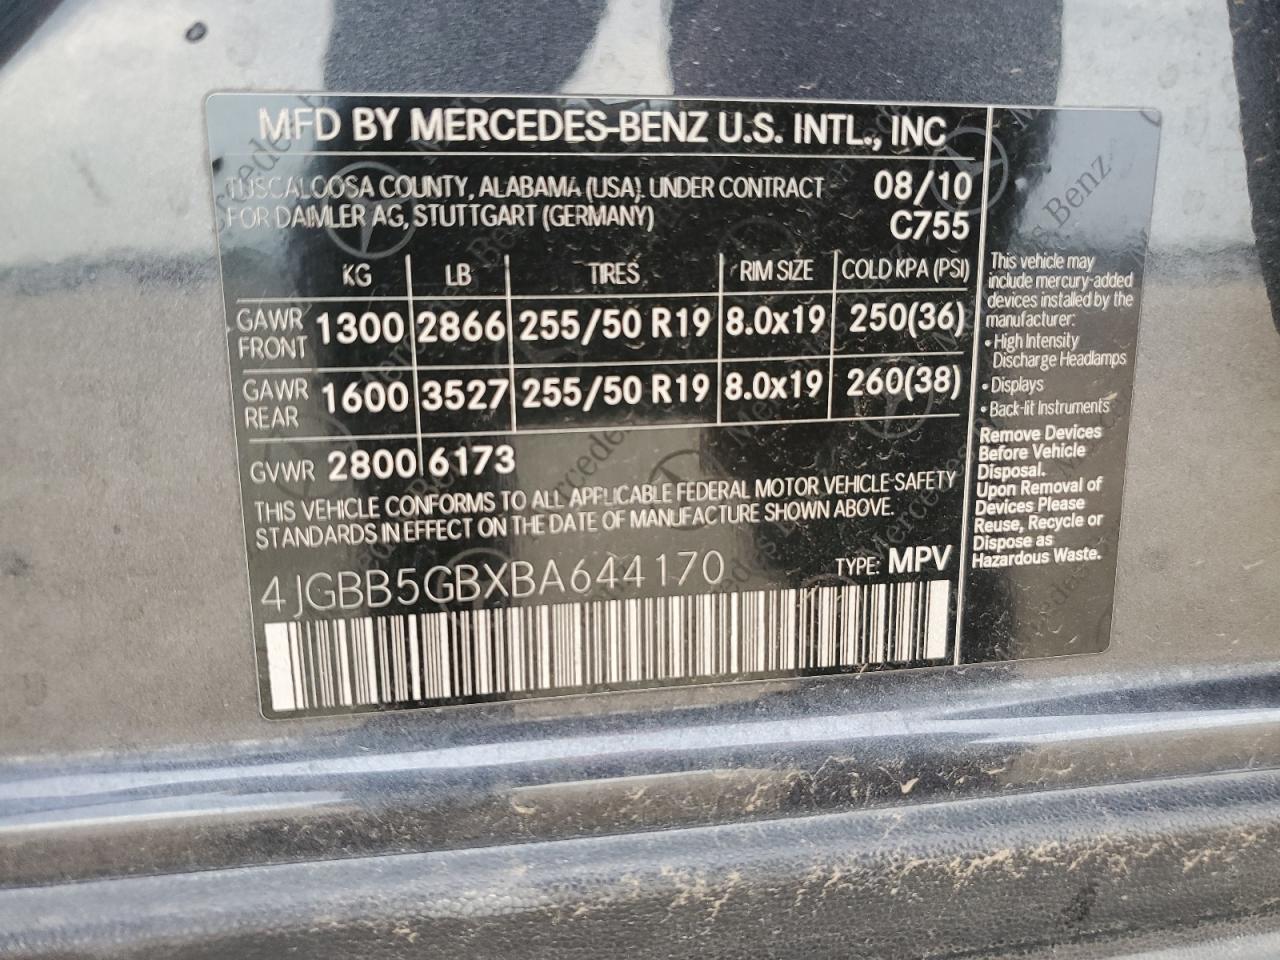 MFD BY MERCEDES-BENZ U.S. INTL., INC
TUSCALOOSA COUNTY, ALABAMA (USA). UNDER CONTRACT 08/10
FOR DAIMLER AG, STUTTGART (GERMANY) C755
KG LB TIRES RIM SIZE COLD KPA (PSI)
GAWR FRONT 1300 2866 255/50 R19 8.0x19 250(36)
GAWR REAR 1600 3527 255/50 R19 8.0x19 260(38)
GVWR 2800 6173
THIS VEHICLE CONFORMS TO ALL APPLICABLE FEDERAL MOTOR VEHICLE SAFETY
STANDARDS IN EFFECT ON THE DATE OF MANUFACTURE SHOWN ABOVE.
4JGBB5GBXBA644170 TYPE: MPV
This vehicle may
include mercury-added
devices installed by the
manufacturer:
• High Intensity
Discharge Headlamps
• Displays
• Back-lit Instruments
Remove Devices
Before Vehicle
Disposal.
Upon Removal of
Devices Please
Reuse, Recycle or
Dispose as
Hazardous Waste.